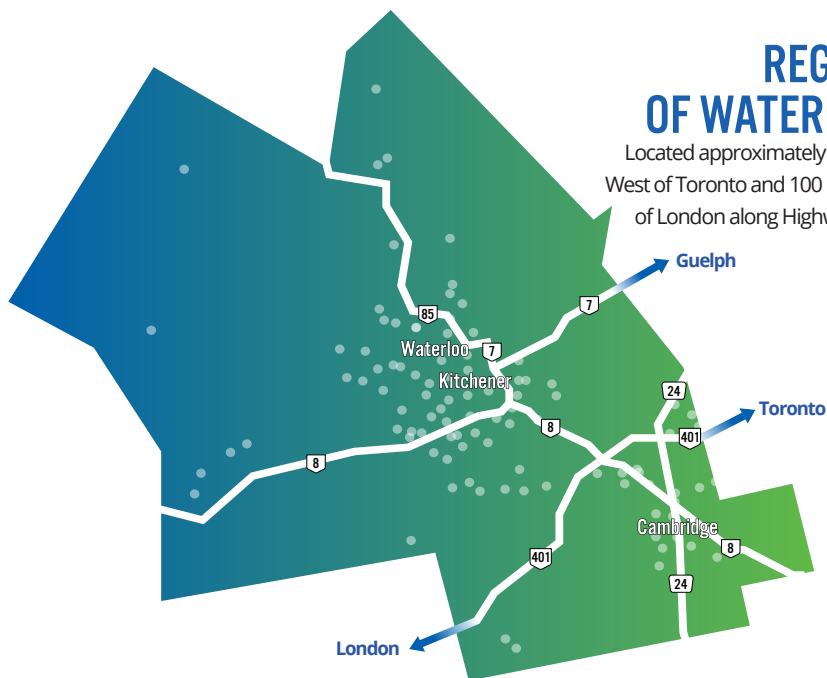 REG
OF WATER
Located approximately
West of Toronto and 100
of London along Highw
Guelph
7
85
Waterloo
7
Kitchener
24
Toronto
8
401
8
Cambridge
8
401
24
London